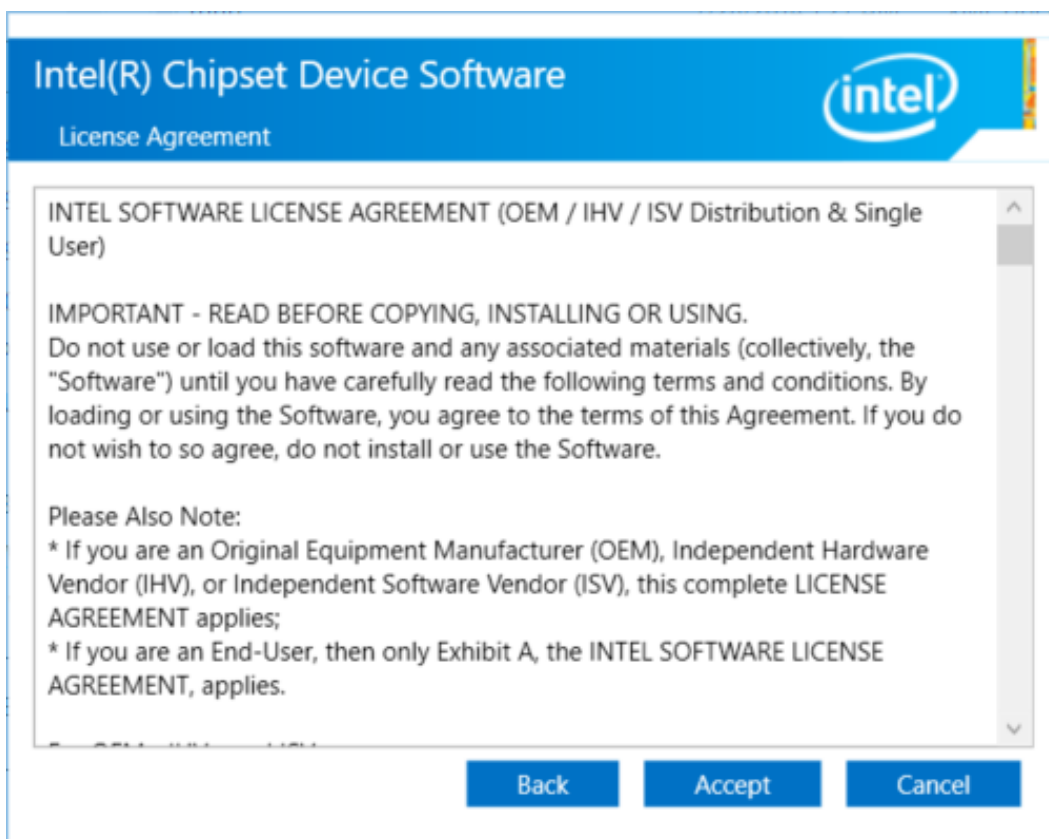 Intel(R) Chipset Device Software
intel
License Agreement
INTEL SOFTWARE LICENSE AGREEMENT (OEM / IHV / ISV Distribution & Single
User)
IMPORTANT - READ BEFORE COPYING, INSTALLING OR USING.
Do not use or load this software and any associated materials (collectively, the
"Software") until you have carefully read the following terms and conditions. By
loading or using the Software, you agree to the terms of this Agreement. If you do
not wish to so agree, do not install or use the Software.
Please Also Note:
* If you are an Original Equipment Manufacturer (OEM), Independent Hardware
Vendor (IHV), or Independent Software Vendor (ISV), this complete LICENSE
AGREEMENT applies;
* If you are an End-User, then only Exhibit A, the INTEL SOFTWARE LICENSE
AGREEMENT, applies.
Back
Accept
Cancel